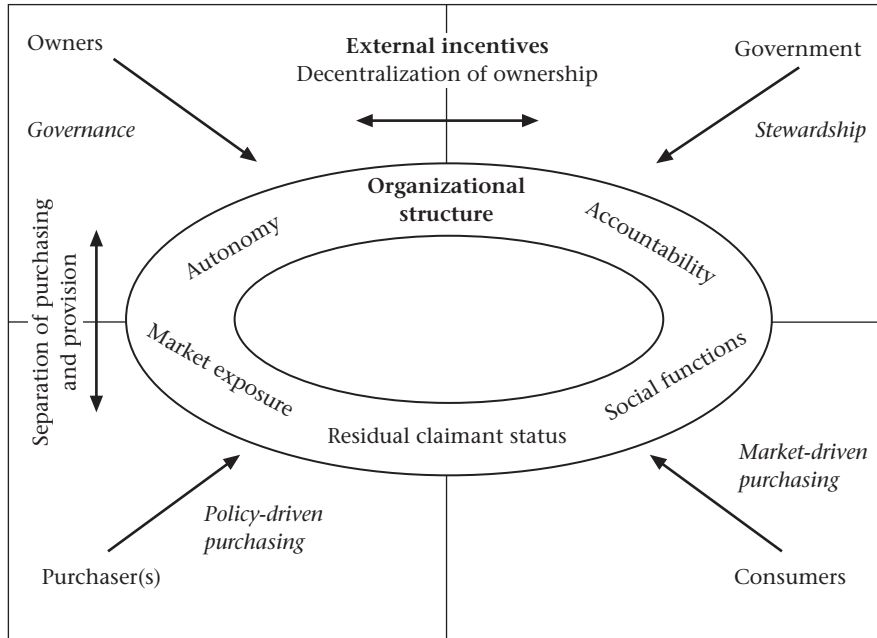 Owners
External incentives
Decentralization of ownership
Government
Governance
Stewardship
Organizational
structure
Autonomy
Accountability
Separation of purchasing
and provision
Market exposure
Social functions
Residual claimant status
Market-driven
purchasing
Policy-driven
purchasing
Purchaser(s)
Consumers